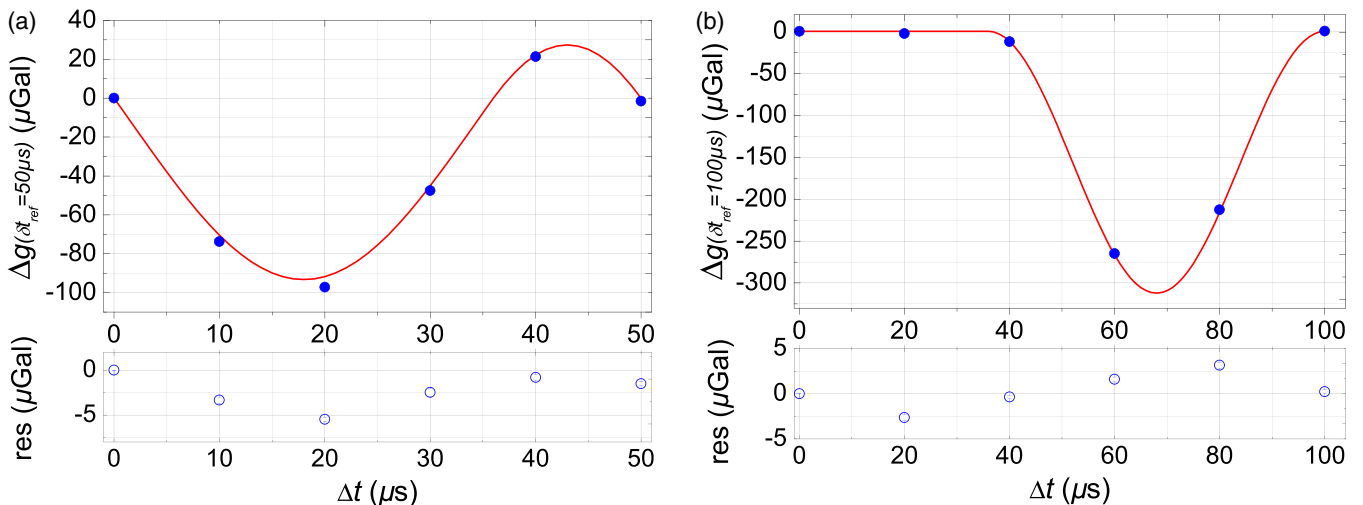 (a)
Δg(δt_ref=50µs) (µGal)
40
20
0
-20
-40
-60
-80
-100
0 10 20 30 40 50
res (µGal)
0
-5
0 10 20 30 40 50
Δt (µs)
(b)
Δg(δt_ref=100µs) (µGal)
0
-50
-100
-150
-200
-250
-300
0 20 40 60 80 100
res (µGal)
5
0
-5
0 20 40 60 80 100
Δt (µs)